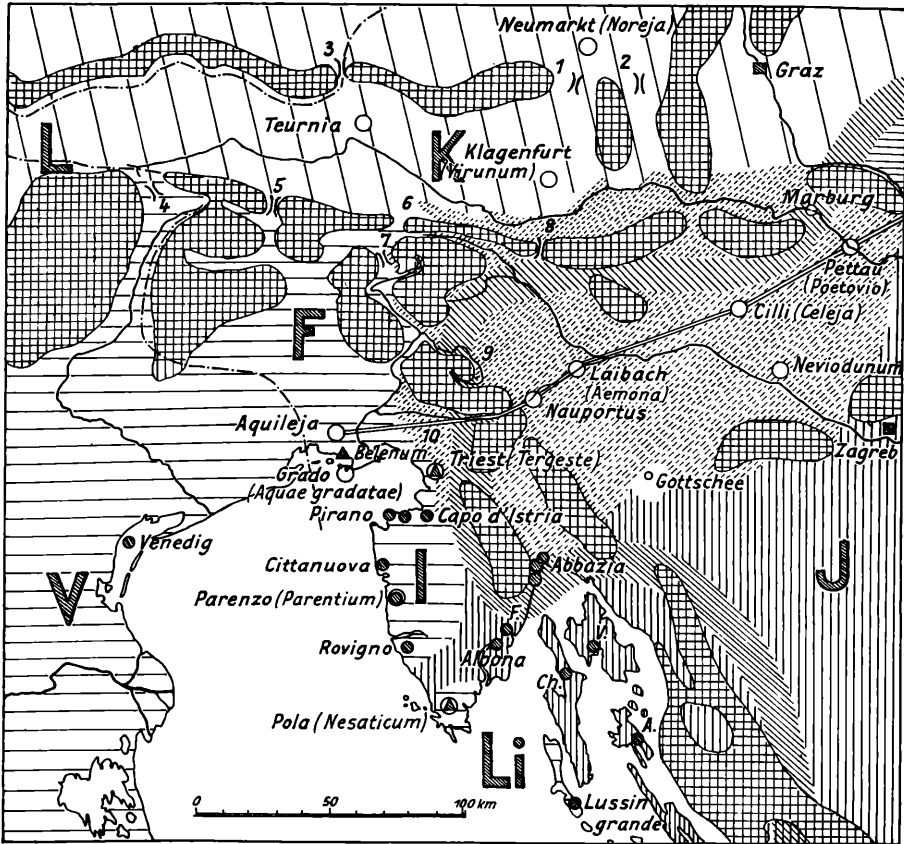 Neumarkt (Noreja)
3
1
2
Graz
Teurnia
L
K
Klagenfurt
(Virunum)
4
5
6
7
8
Marburg
Pettau
(Poetovio)
Cilli (Celeja)
F
9
Laibach
(Aemona)
Neviodunum
Nauportus
Aquileja
10
Zagreb
Belenum
Triest (Tergeste)
Grado
(Aquae gradatae)
Gottschee
Pirano
Capo d'Istria
Venedig
V
Cittanuova
I
Abbazia
J
Parenzo (Parentium)
F.
Rovigno
Albona
V.
Ch.
Pola (Nesaticum)
A.
Li
0
50
100 km
Lussin
grande